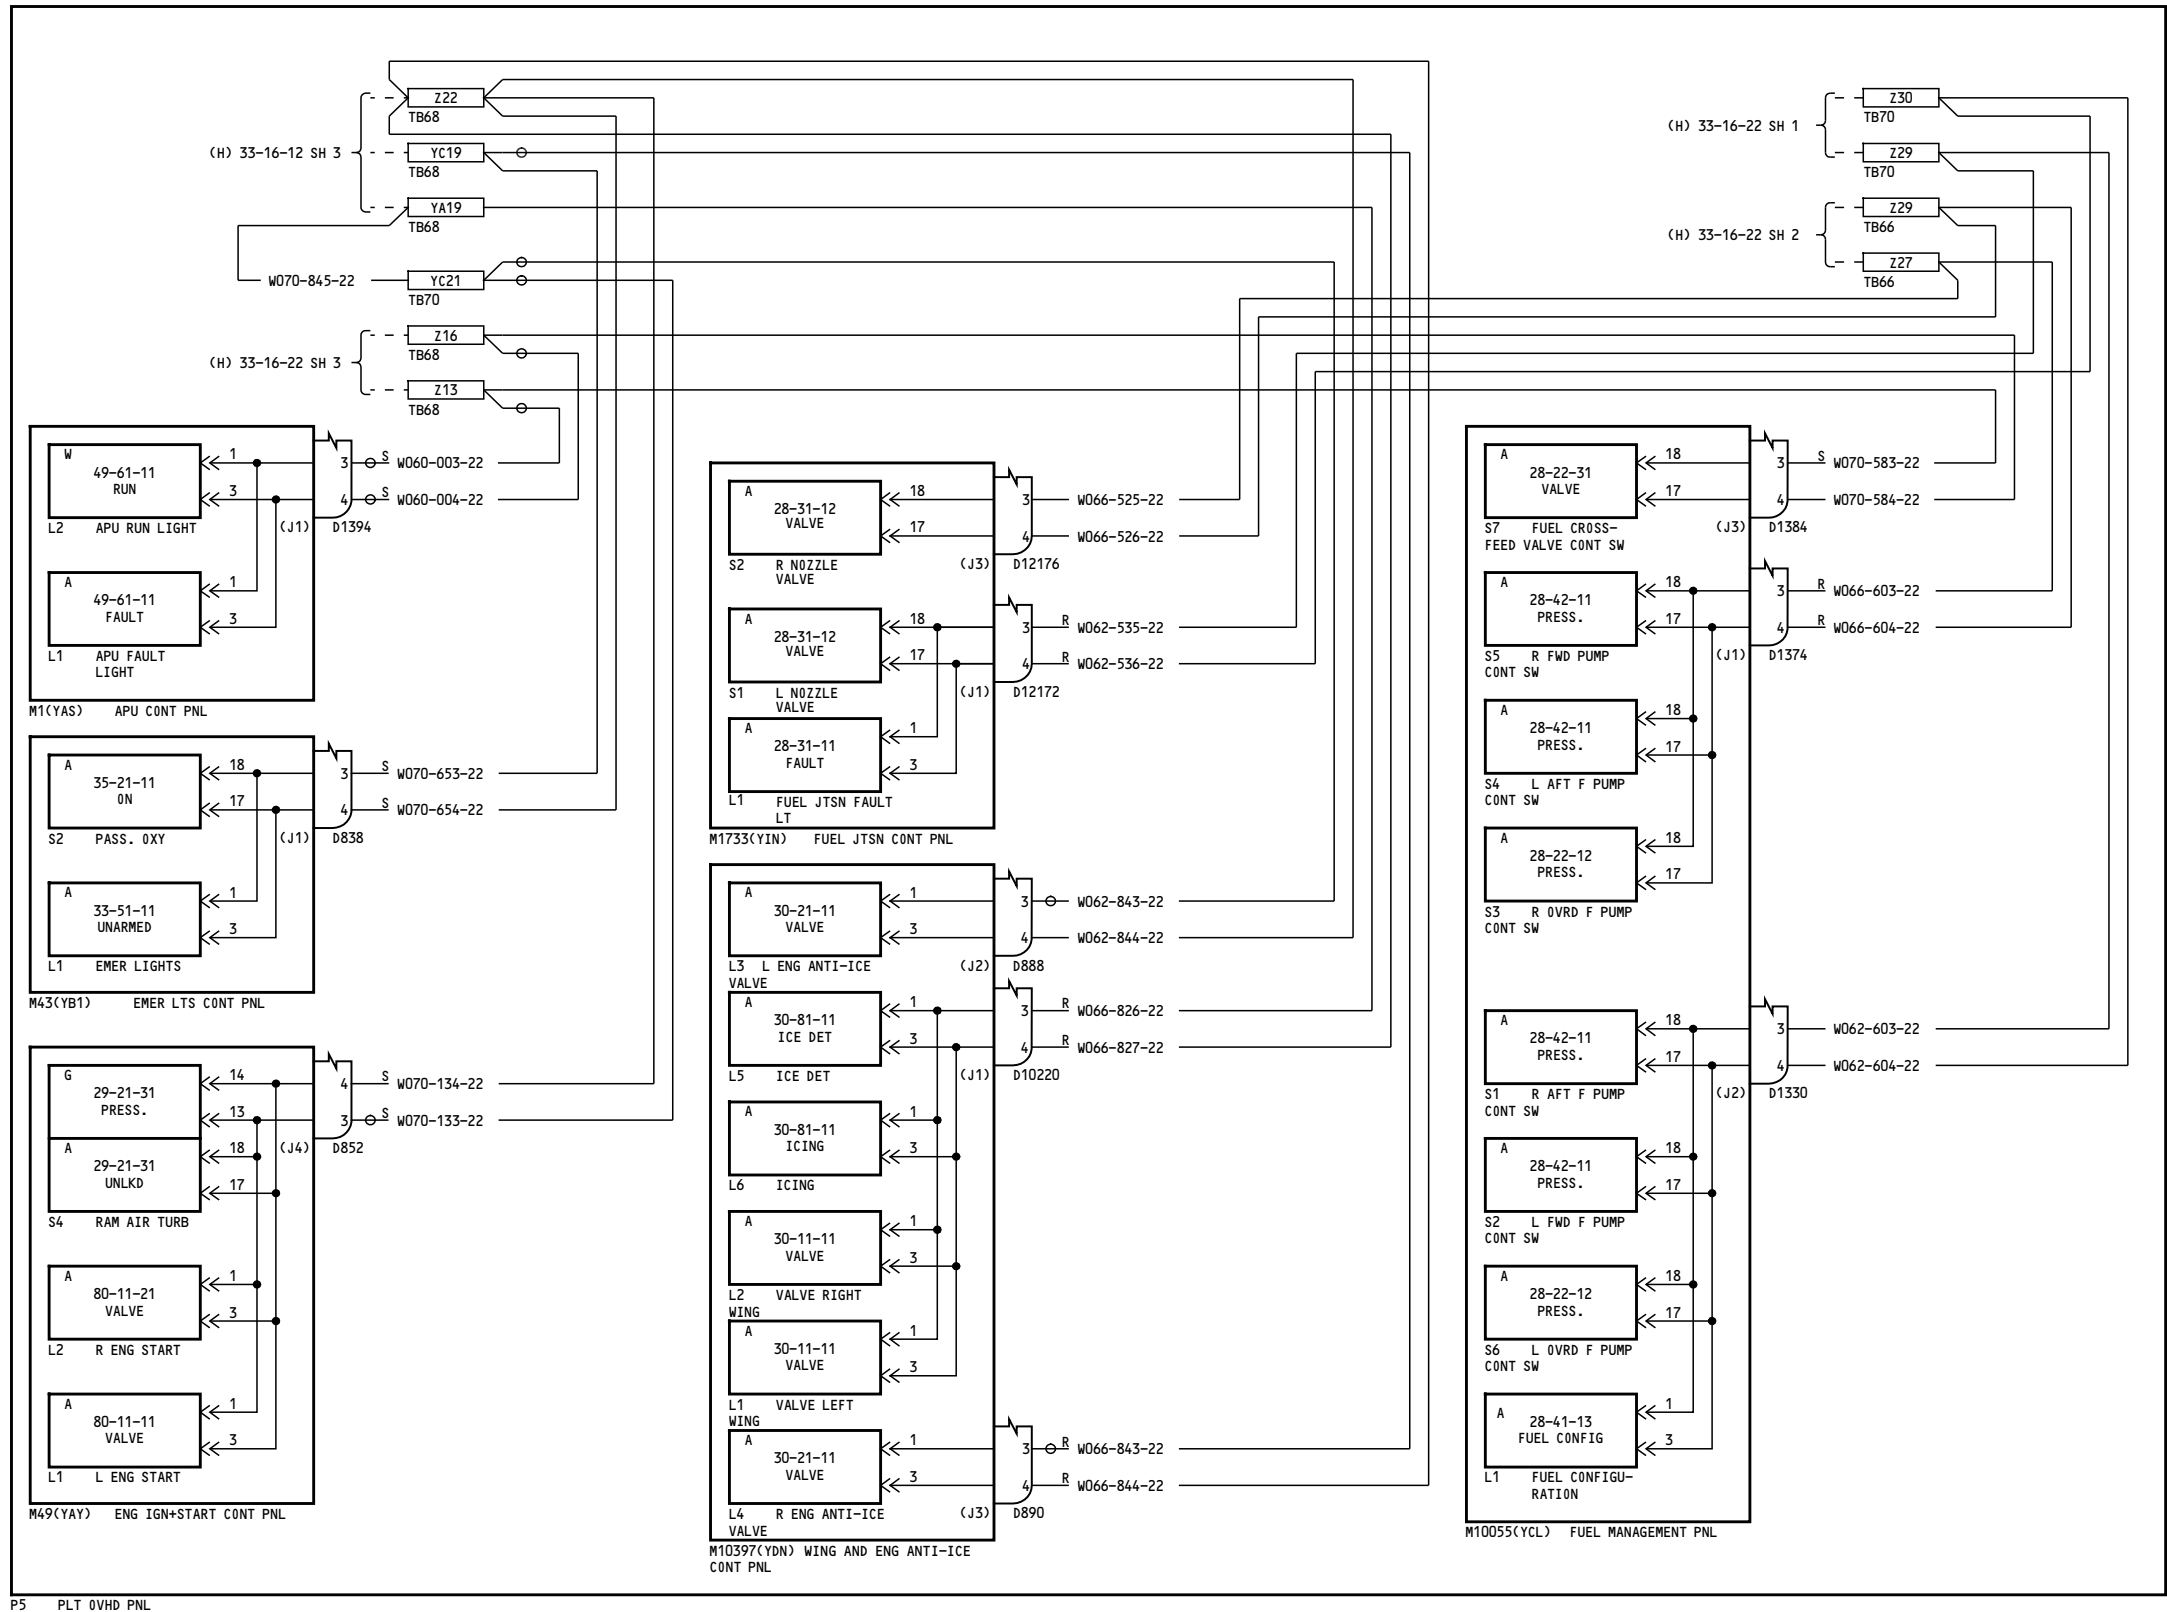 Z22
TB68
(H) 33-16-12 SH 3
YC19
TB68
YA19
TB68
W070-845-22
YC21
TB70
(H) 33-16-22 SH 3
Z16
TB68
Z13
TB68
(H) 33-16-22 SH 1
Z30
TB70
Z29
TB70
(H) 33-16-22 SH 2
Z29
TB66
Z27
TB66
W
49-61-11
RUN
1
3
L2 APU RUN LIGHT
3 S W060-003-22
4 S W060-004-22
(J1) D1394
A
49-61-11
FAULT
1
3
L1 APU FAULT
LIGHT
M1(YAS) APU CONT PNL
A
35-21-11
ON
18
17
S2 PASS. OXY
3 S W070-653-22
4 S W070-654-22
(J1) D838
A
33-51-11
UNARMED
1
3
L1 EMER LIGHTS
M43(YB1) EMER LTS CONT PNL
G
29-21-31
PRESS.
14
13
4 S W070-134-22
3 S W070-133-22
(J4) D852
A
29-21-31
UNLKD
18
17
S4 RAM AIR TURB
A
80-11-21
VALVE
1
3
L2 R ENG START
A
80-11-11
VALVE
1
3
L1 L ENG START
M49(YAY) ENG IGN+START CONT PNL
A
28-31-12
VALVE
18
17
S2 R NOZZLE
VALVE
3 W066-525-22
4 W066-526-22
(J3) D12176
A
28-31-12
VALVE
18
17
S1 L NOZZLE
VALVE
3 R W062-535-22
4 R W062-536-22
(J1) D12172
A
28-31-11
FAULT
1
3
L1 FUEL JTSN FAULT
LT
M1733(YIN) FUEL JTSN CONT PNL
A
30-21-11
VALVE
1
3
L3 L ENG ANTI-ICE
VALVE
3 W062-843-22
4 W062-844-22
(J2) D888
A
30-81-11
ICE DET
1
3
L5 ICE DET
3 R W066-826-22
4 R W066-827-22
(J1) D10220
A
30-81-11
ICING
1
3
L6 ICING
A
30-11-11
VALVE
1
3
L2 VALVE RIGHT
WING
A
30-11-11
VALVE
1
3
L1 VALVE LEFT
WING
A
30-21-11
VALVE
1
3
L4 R ENG ANTI-ICE
VALVE
3 R W066-843-22
4 R W066-844-22
(J3) D890
M10397(YDN) WING AND ENG ANTI-ICE
CONT PNL
A
28-22-31
VALVE
18
17
S7 FUEL CROSS-
FEED VALVE CONT SW
3 S W070-583-22
4 W070-584-22
(J3) D1384
A
28-42-11
PRESS.
18
17
S5 R FWD PUMP
CONT SW
3 R W066-603-22
4 R W066-604-22
(J1) D1374
A
28-42-11
PRESS.
18
17
S4 L AFT F PUMP
CONT SW
A
28-22-12
PRESS.
18
17
S3 R OVRD F PUMP
CONT SW
A
28-42-11
PRESS.
18
17
S1 R AFT F PUMP
CONT SW
3 W062-603-22
4 W062-604-22
(J2) D1330
A
28-42-11
PRESS.
18
17
S2 L FWD F PUMP
CONT SW
A
28-22-12
PRESS.
18
17
S6 L OVRD F PUMP
CONT SW
A
28-41-13
FUEL CONFIG
1
3
L1 FUEL CONFIGU-
RATION
M10055(YCL) FUEL MANAGEMENT PNL
P5 PLT OVHD PNL